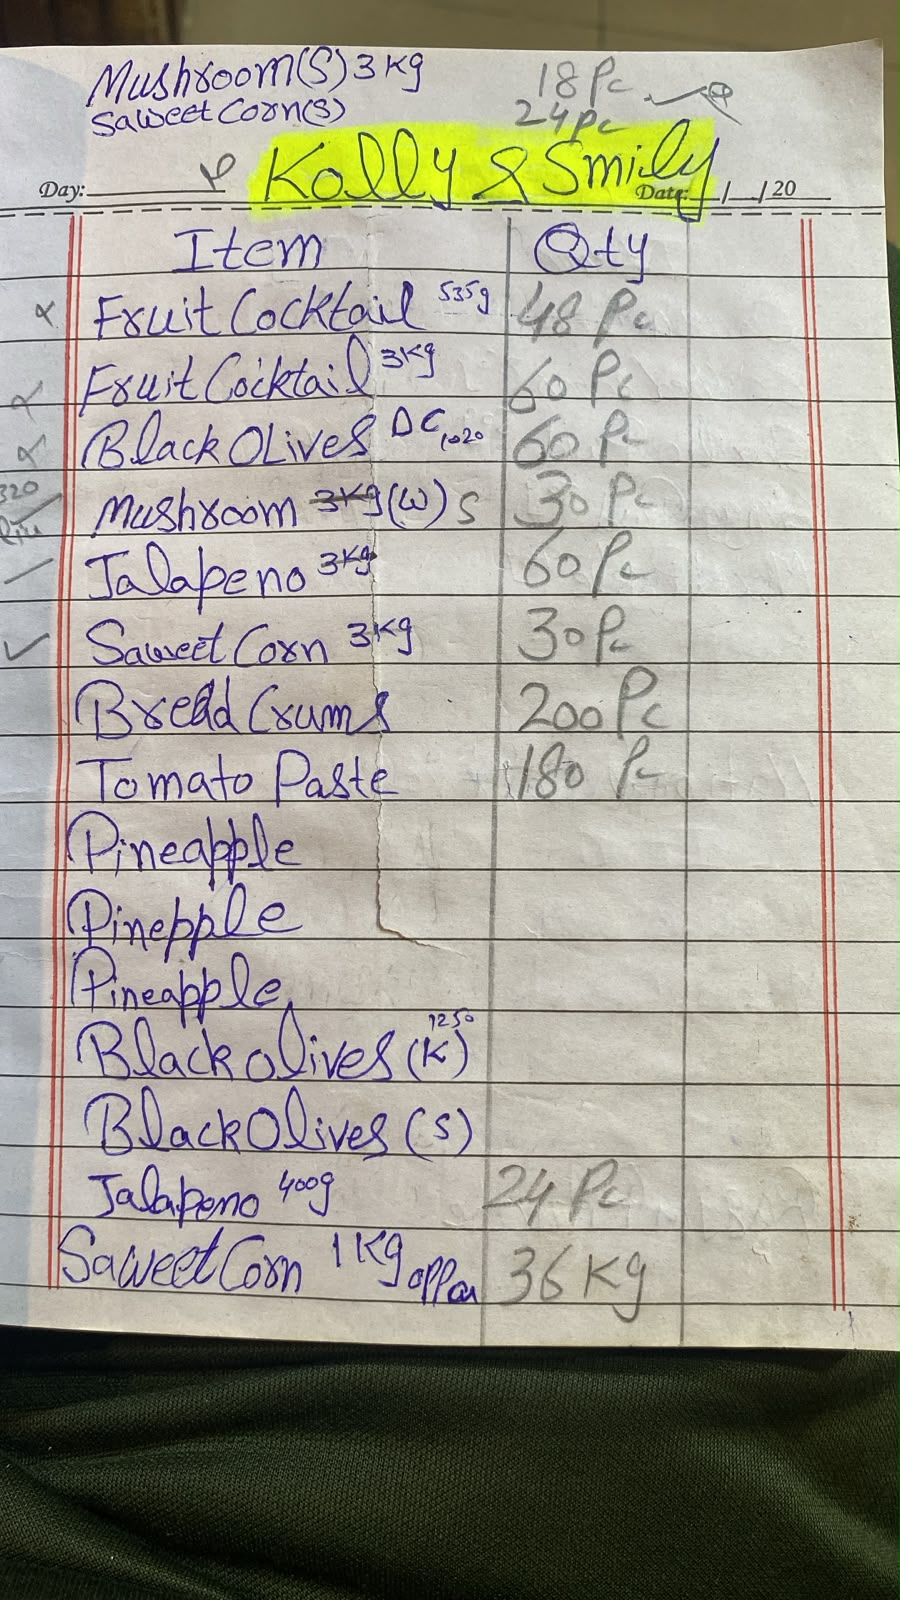 Mushroom(S) 3Kg 18 Pc
Saweet Corn(S) 24 Pc
Kolly & Smily
Day: Date: / /20
Item Qty
Fruit Cocktail 535g 48 Pc
Fruit Cocktail 3Kg 60 Pc
Black Olives DC 1020 60 Pc
320
Mushroom 3Kg (W) S 30 Pc
Jalapeno 3Kg 60 Pc
Saweet Corn 3Kg 30 Pc
Bread Crums 200 Pc
Tomato Paste 180 Pc
Pineapple
Pinepple
Pineapple
Black olives (K) 1250
Black Olives (S)
Jalapeno 400g 24 Pc
Saweet Corn 1Kg 36 Kg